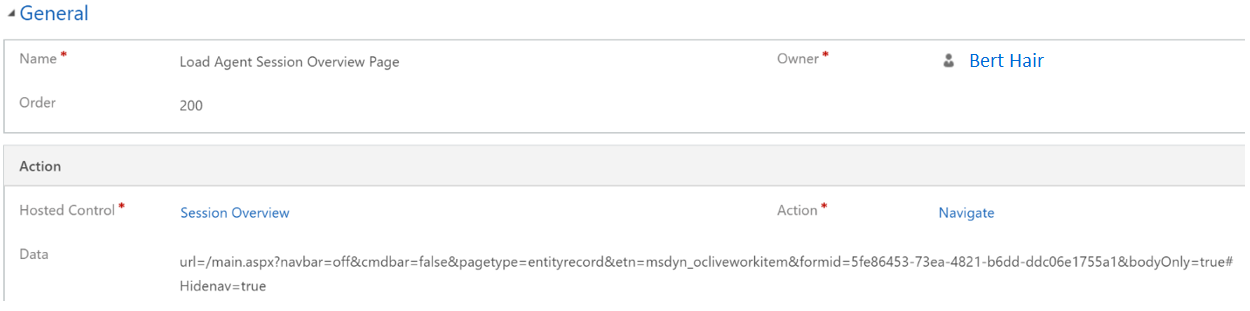 General
Name * Load Agent Session Overview Page Owner * Bert Hair
Order 200
Action
Hosted Control * Session Overview Action * Navigate
Data url=/main.aspx?navbar=off&cmdbar=false&pagetype=entityrecord&etn=msdyn_ocliveworkitem&formid=5fe86453-73ea-4821-b6dd-ddc06e1755a1&bodyOnly=true#
Hidenav=true